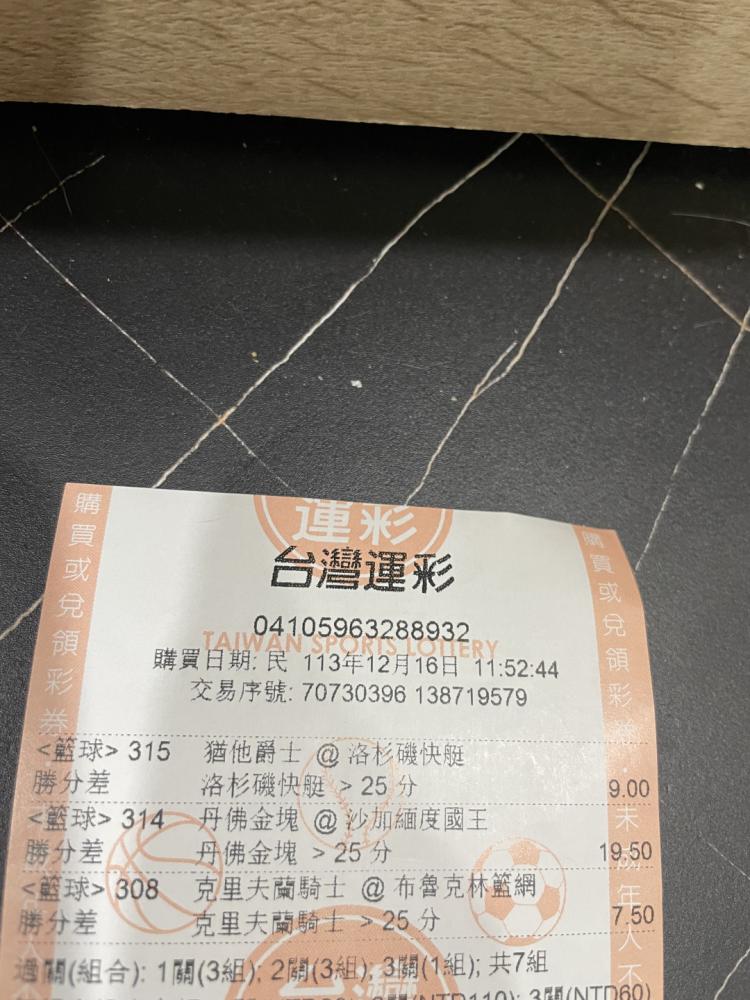 運彩
台灣運彩
04105963288932
TAIWAN SPORTS LOTTERY
購買日期: 民 113年12月16日 11:52:44
交易序號: 70730396 138719579
<籃球> 315 猶他爵士 @ 洛杉磯快艇
勝分差 洛杉磯快艇 > 25 分 9.00
<籃球> 314 丹佛金塊 @ 沙加緬度國王
勝分差 丹佛金塊 > 25 分 19.50
<籃球> 308 克里夫蘭騎士 @ 布魯克林籃網
勝分差 克里夫蘭騎士 > 25 分 7.50
過關(組合): 1關(3組); 2關(3組); 3關(1組); 共7組
3關(NTD60)
購買或兌領彩券
購買或兌領彩券